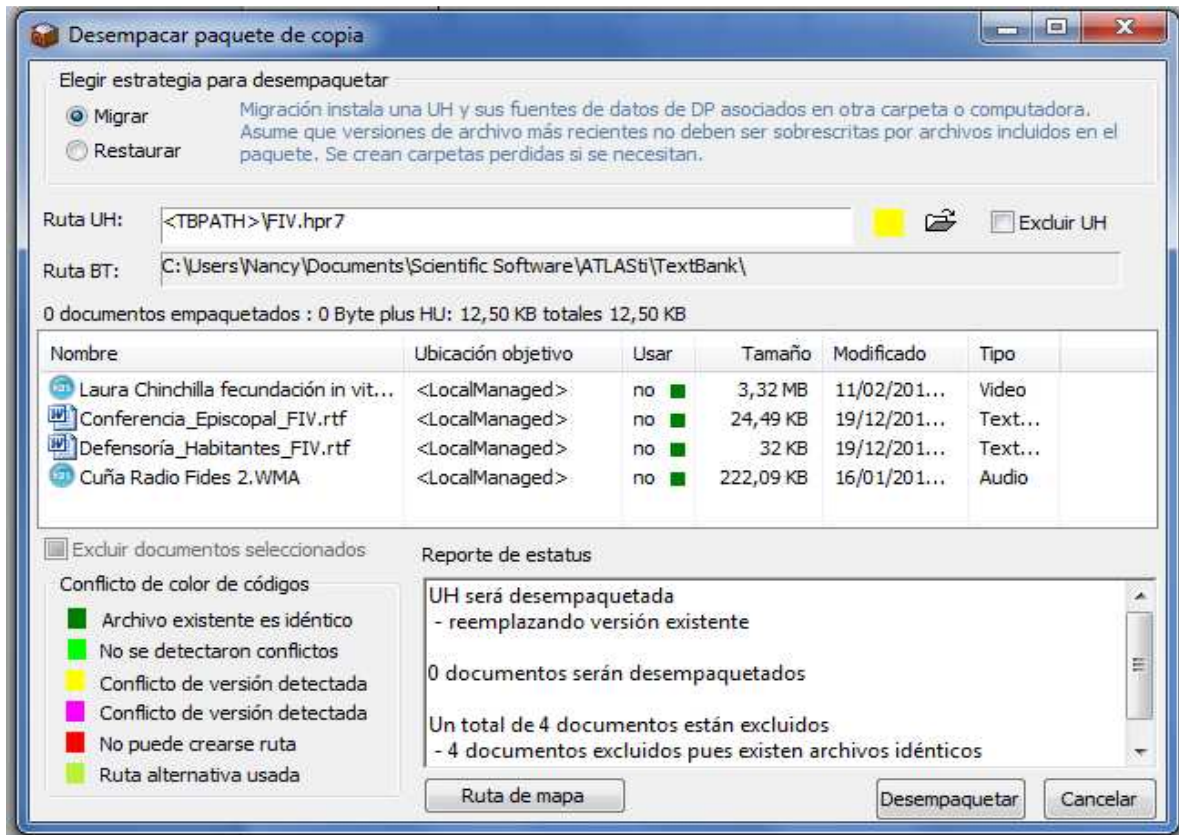 Desempacar paquete de copia
Elegir estrategia para desempaquetar
Migrar
Restaurar
Migración instala una UH y sus fuentes de datos de DP asociados en otra carpeta o computadora.
Asume que versiones de archivo más recientes no deben ser sobrescritas por archivos incluidos en el
paquete. Se crean carpetas perdidas si se necesitan.
Ruta UH: <TBPATH>\FIV.hpr7 Excluir UH
Ruta BT: C:\Users\Nancy\Documents\Scientific Software\ATLASti\TextBank\
0 documentos empaquetados : 0 Byte plus HU: 12,50 KB totales 12,50 KB
Nombre Ubicación objetivo Usar Tamaño Modificado Tipo
Laura Chinchilla fecundación in vit... <LocalManaged> no 3,32 MB 11/02/201... Video
Conferencia_Episcopal_FIV.rtf <LocalManaged> no 24,49 KB 19/12/201... Text...
Defensoría_Habitantes_FIV.rtf <LocalManaged> no 32 KB 19/12/201... Text...
Cuña Radio Fides 2.WMA <LocalManaged> no 222,09 KB 16/01/201... Audio
Excluir documentos seleccionados
Conflicto de color de códigos
Archivo existente es idéntico
No se detectaron conflictos
Conflicto de versión detectada
Conflicto de versión detectada
No puede crearse ruta
Ruta alternativa usada
Reporte de estatus
UH será desempaquetada
- reemplazando versión existente
0 documentos serán desempaquetados
Un total de 4 documentos están excluidos
- 4 documentos excluidos pues existen archivos idénticos
Ruta de mapa
Desempaquetar
Cancelar